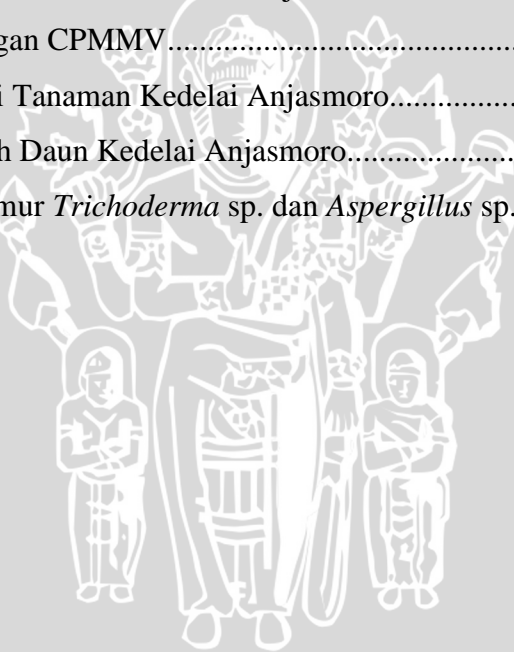 gan CPMMV........................................
i Tanaman Kedelai Anjasmoro....................
h Daun Kedelai Anjasmoro.........................
mur Trichoderma sp. dan Aspergillus sp.